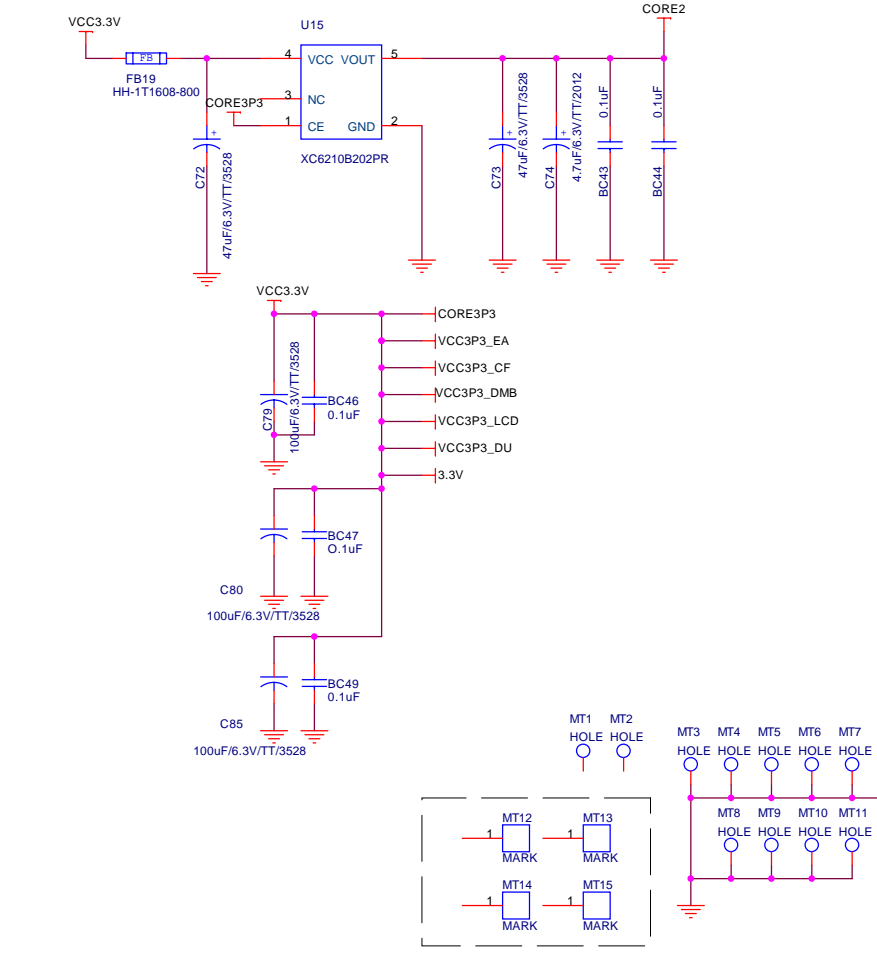 VCC3.3V
CORE2
U15
FB
4 VCC VOUT 5
FB19
HH-1T1608-800
3 NC
CORE3P3
1 CE GND 2
XC6210B202PR
+
C72
47uF/6.3V/TT/3528
+
C73
47uF/6.3V/TT/3528
+
C74
4.7uF/6.3V/TT/2012
BC43
0.1uF
BC44
0.1uF
VCC3.3V
CORE3P3
VCC3P3_EA
VCC3P3_CF
VCC3P3_DMB
VCC3P3_LCD
VCC3P3_DU
3.3V
C79
100uF/6.3V/TT/3528
BC46
0.1uF
BC47
O.1uF
C80
100uF/6.3V/TT/3528
BC49
0.1uF
C85
100uF/6.3V/TT/3528
MT1 MT2
HOLE HOLE
MT3 MT4 MT5 MT6 MT7
HOLE HOLE HOLE HOLE HOLE
MT8 MT9 MT10 MT11
HOLE HOLE HOLE HOLE
MT12 MT13
1 1
MARK MARK
MT14 MT15
1 1
MARK MARK